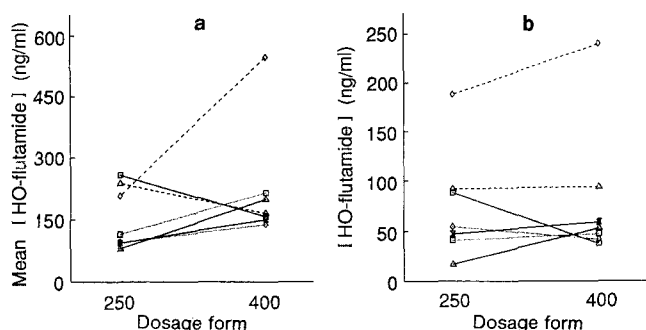 a
Mean [HO-flutamide] (ng/ml)
600
450
300
150
0
250
400
Dosage form
b
[HO-flutamide] (ng/ml)
250
200
150
100
50
0
250
400
Dosage form